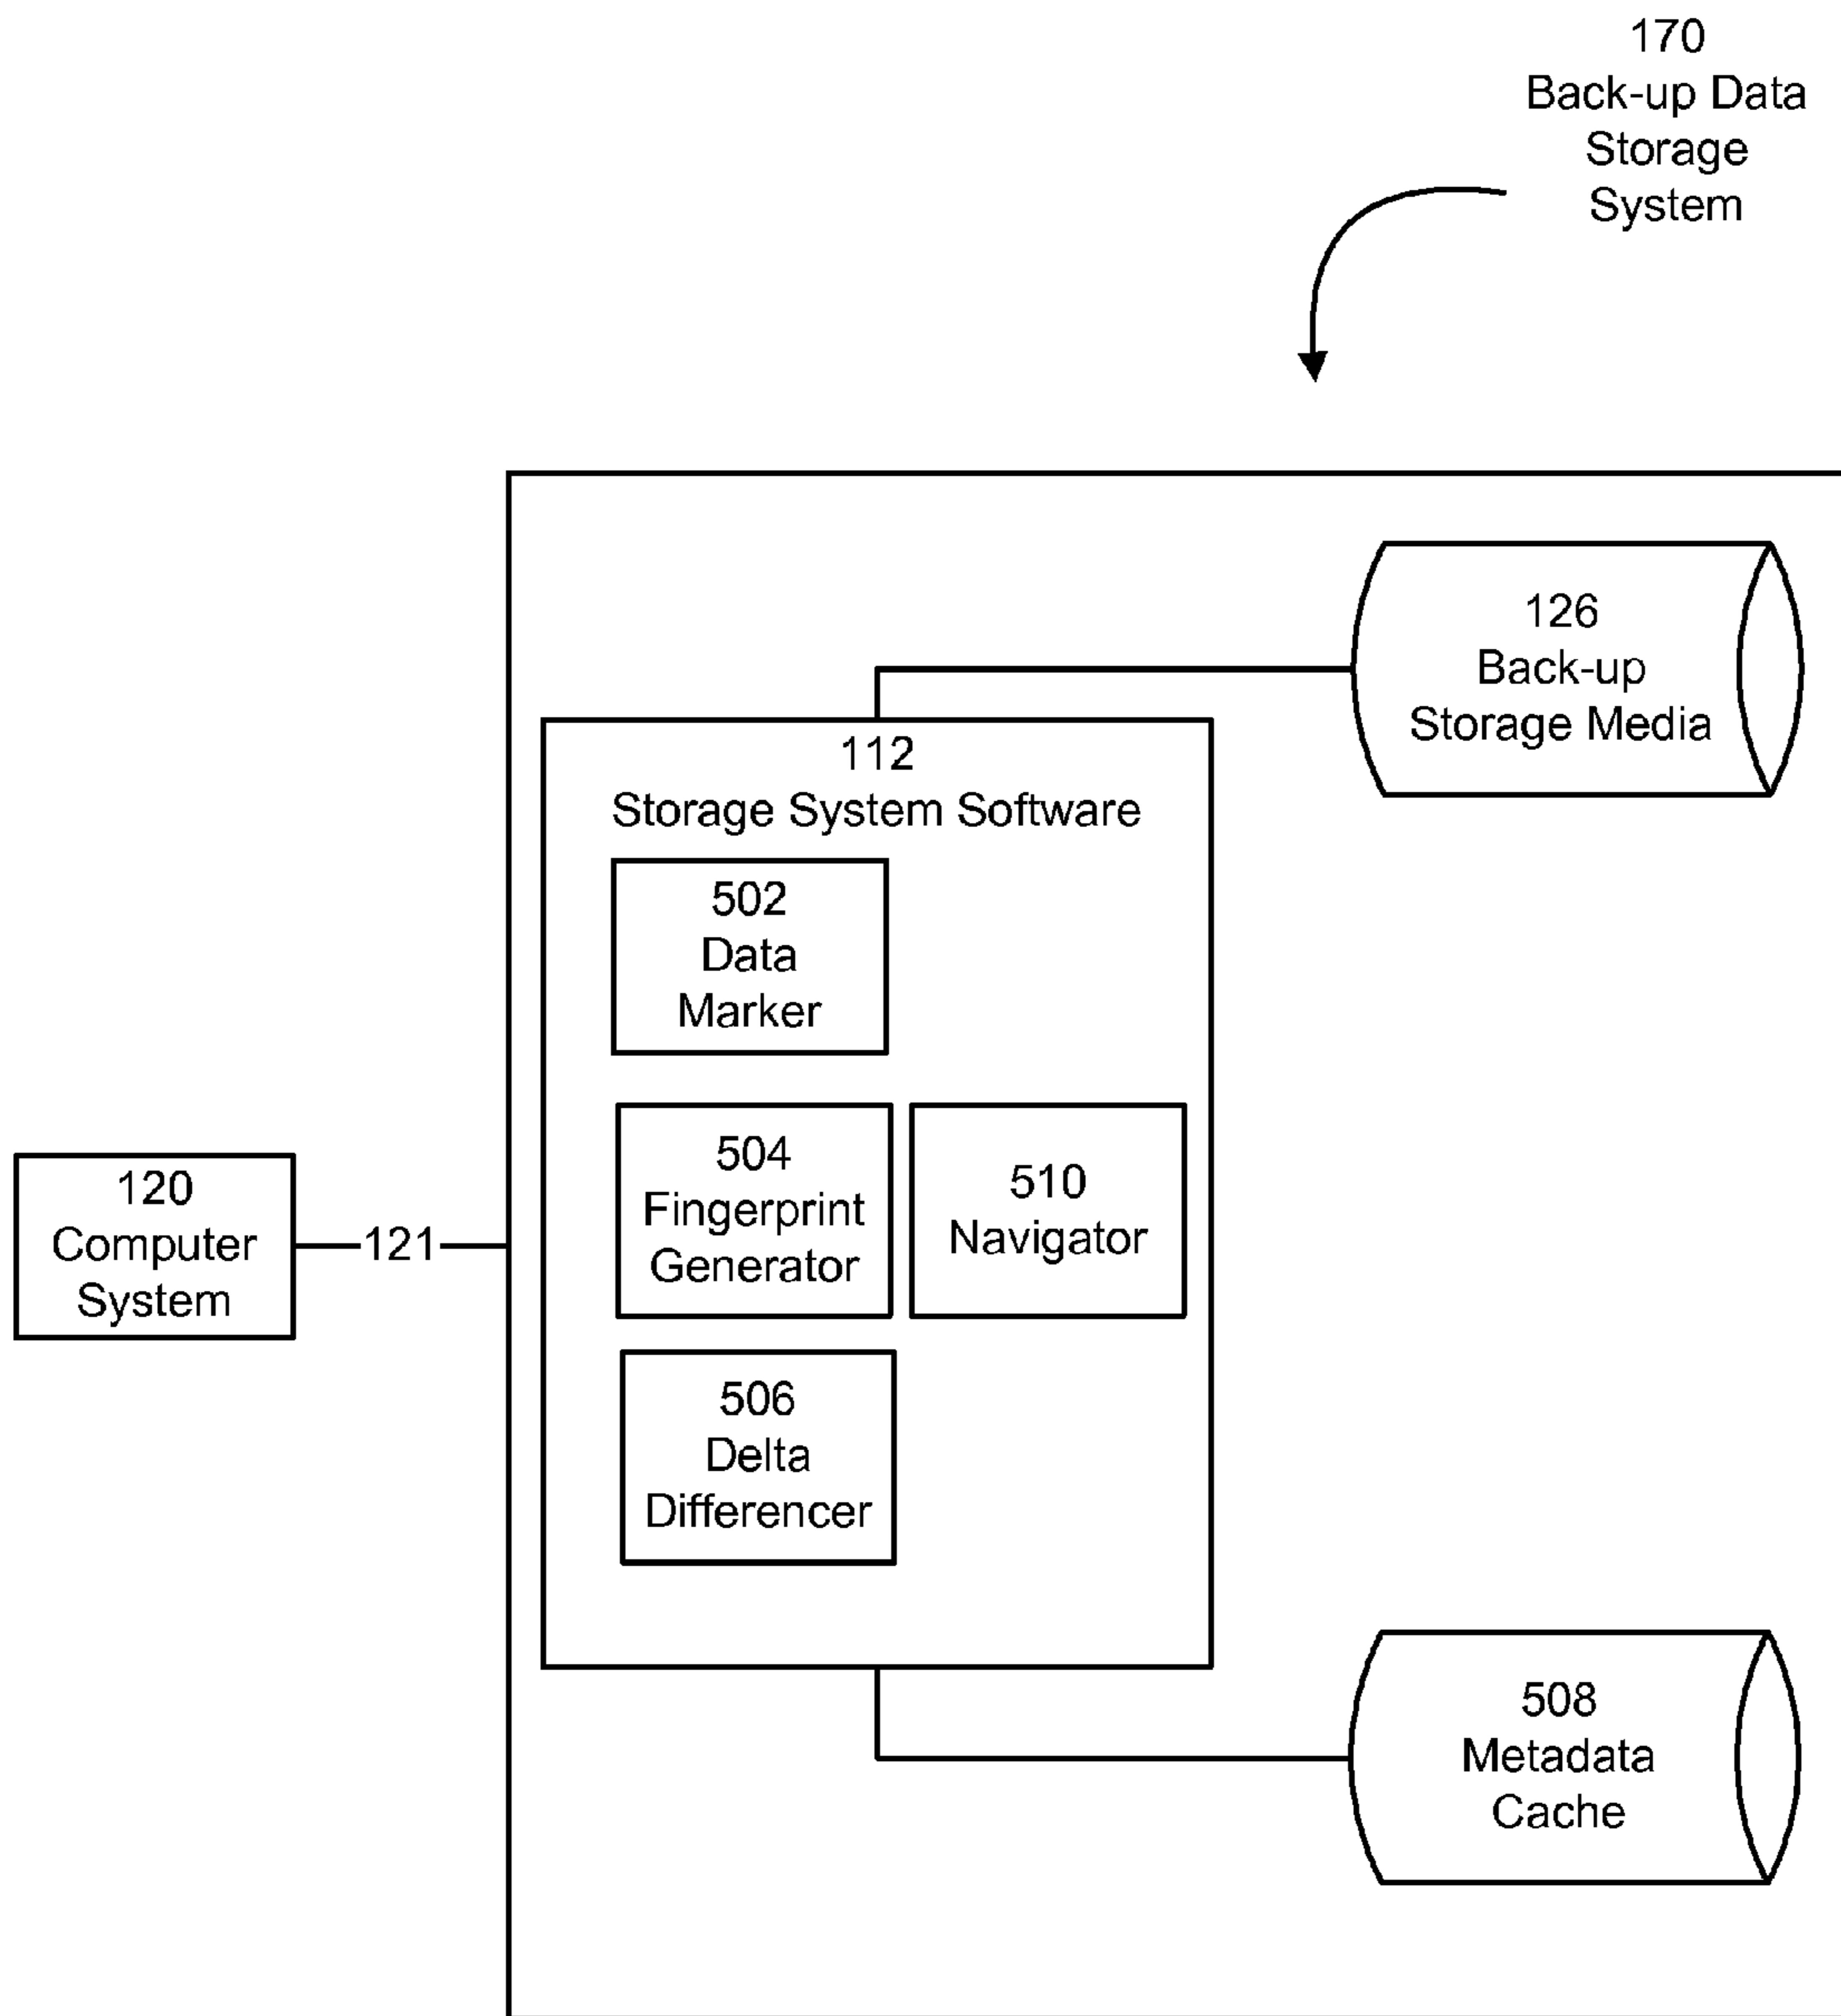 170
Back-up Data
Storage
System
126
Back-up
Storage Media
112
Storage System Software
502
Data
Marker
504
Fingerprint
Generator
510
Navigator
120
Computer
System
121
506
Delta
Differencer
508
Metadata
Cache